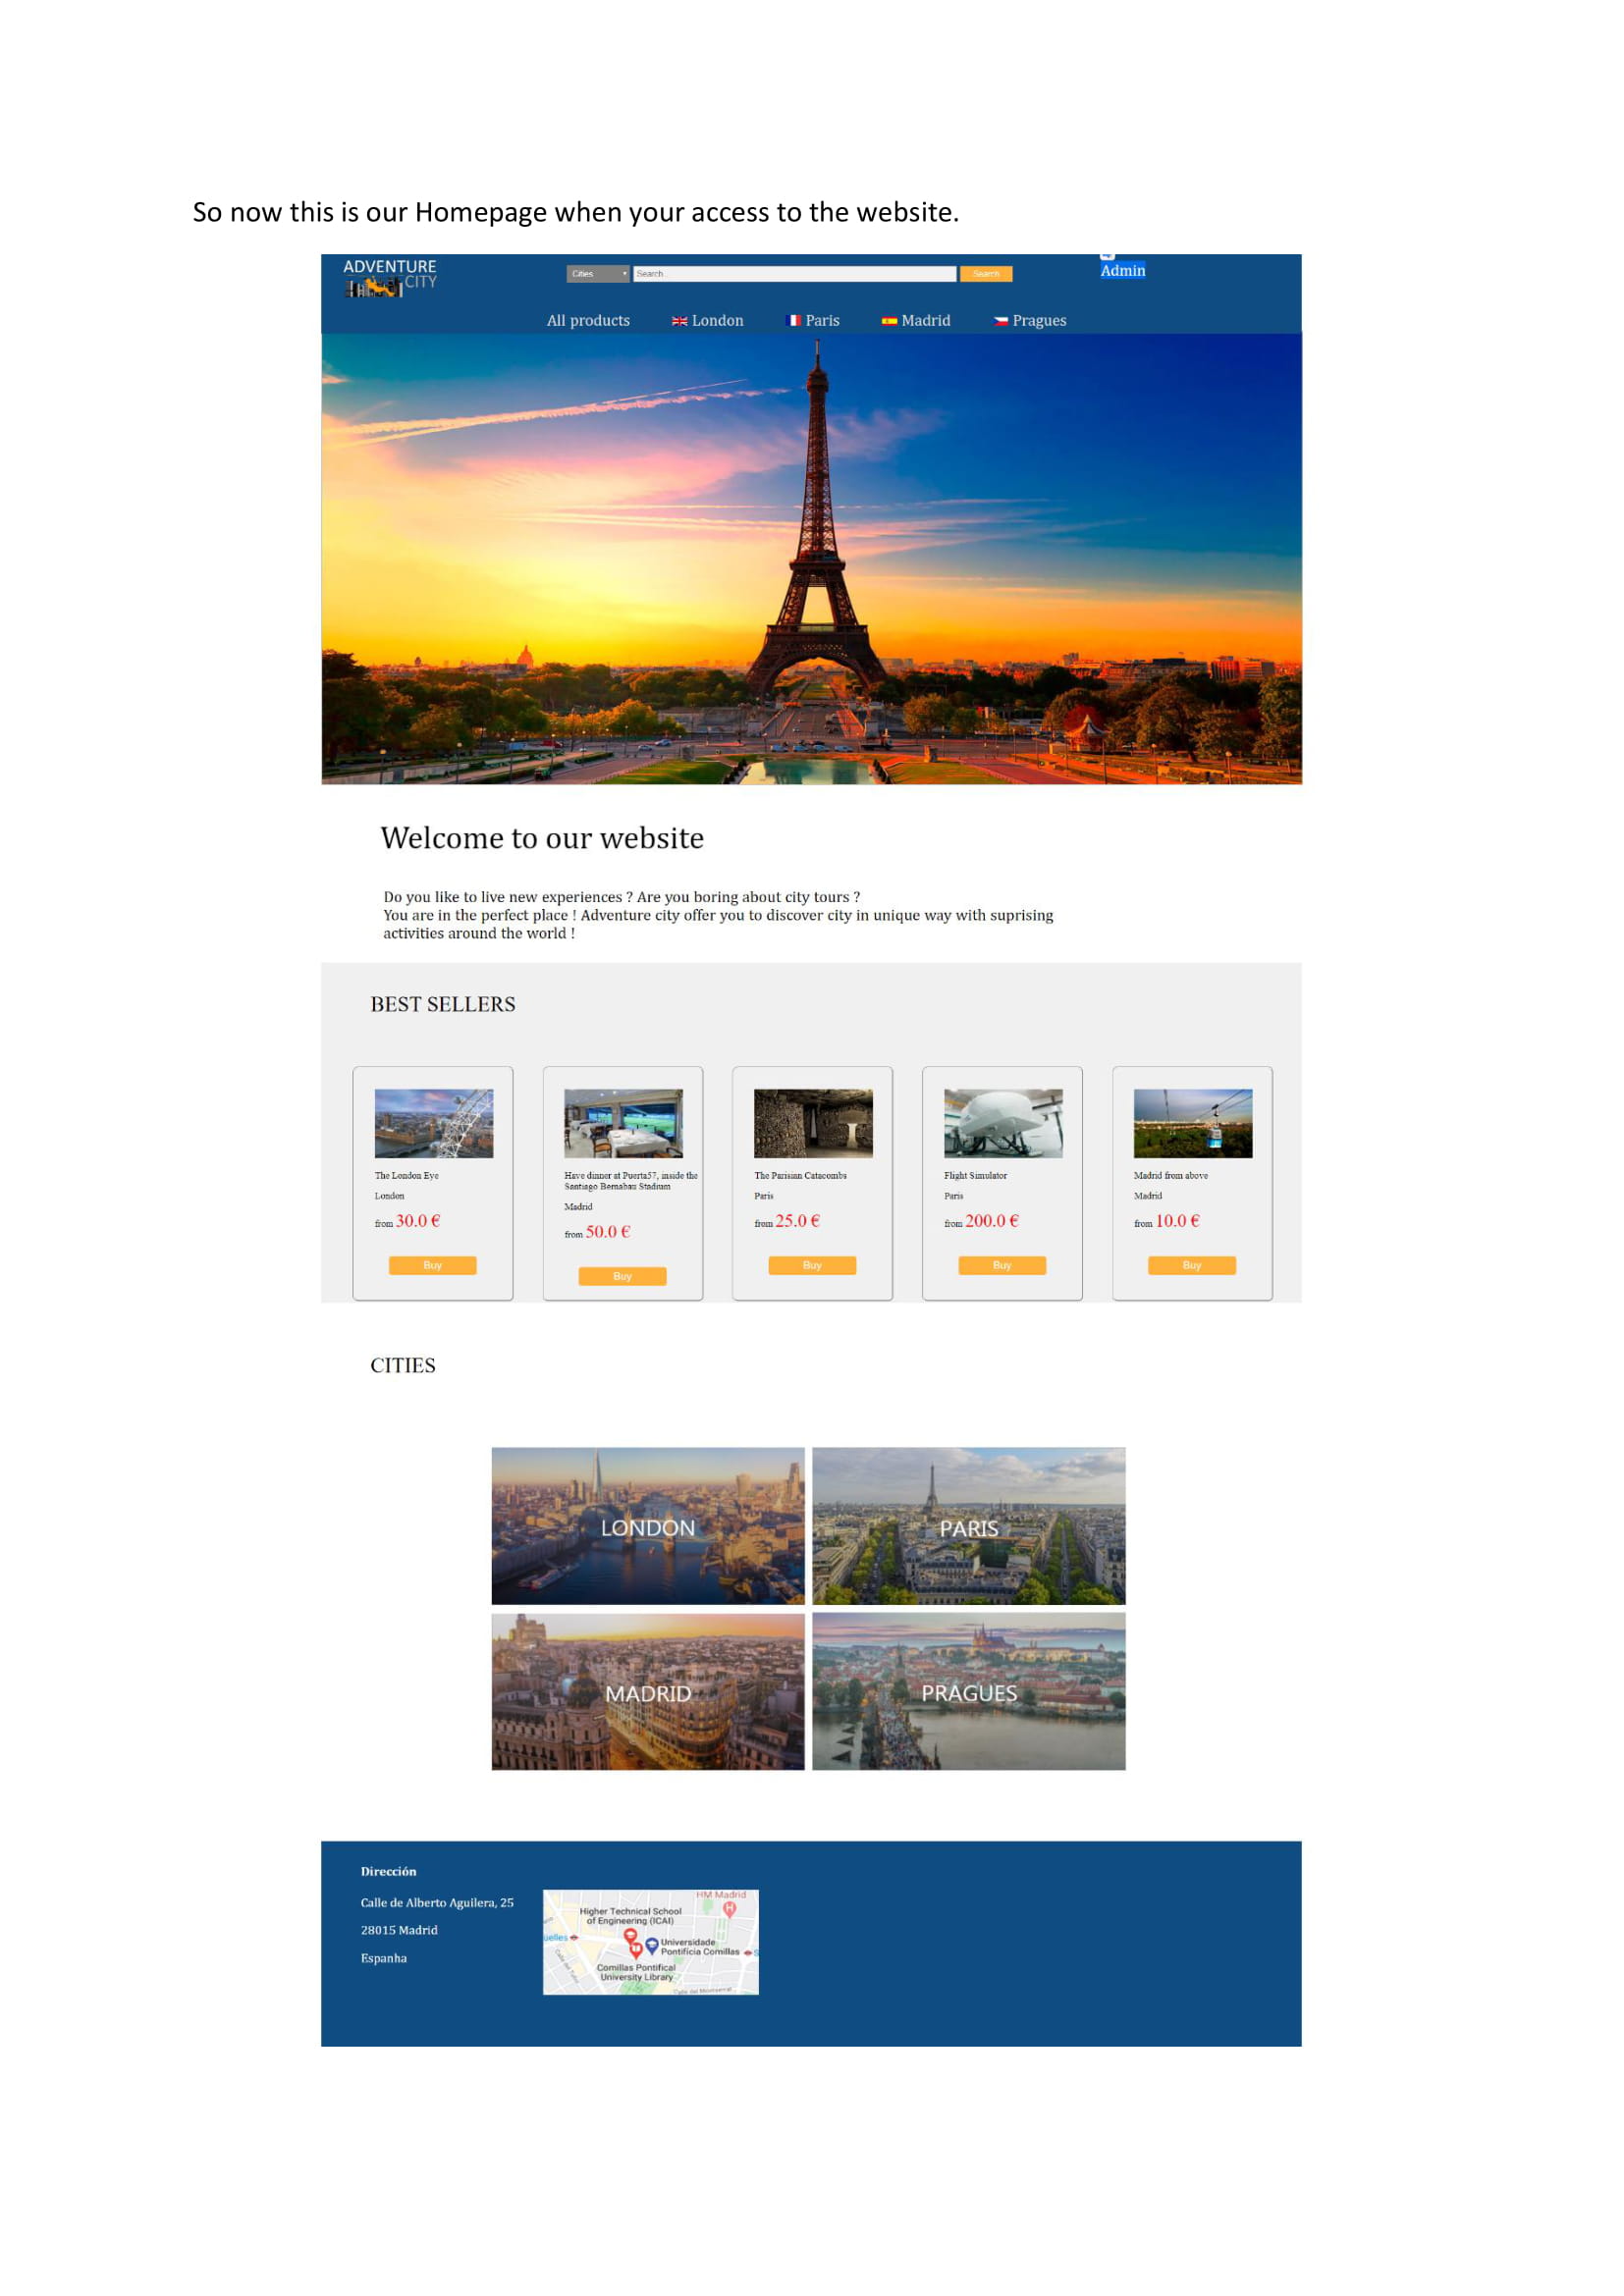 So now this is our Homepage when your access to the website.
ADVENTURE
CITY
Cities
Search...
Search
Admin
All products
London
Paris
Madrid
Pragues
Welcome to our website
Do you like to live new experiences ? Are you boring about city tours ?
You are in the perfect place ! Adventure city offer you to discover city in unique way with suprising
activities around the world !
BEST SELLERS
The London Eye
London
from 30.0 €
Buy
Have dinner at Puerta57, inside the
Santiago Bernabau Stadium
Madrid
from 50.0 €
Buy
The Parisian Catacombs
Paris
from 25.0 €
Buy
Flight Simulator
Paris
from 200.0 €
Buy
Madrid from above
Madrid
from 10.0 €
Buy
CITIES
LONDON
PARIS
MADRID
PRAGUES
Dirección
Calle de Alberto Aguilera, 25
28015 Madrid
Espanha
HM Madrid
Higher Technical School
of Engineering (ICAI)
üelles
Universidade
Pontifícia Comillas
Comillas Pontifical
University Library